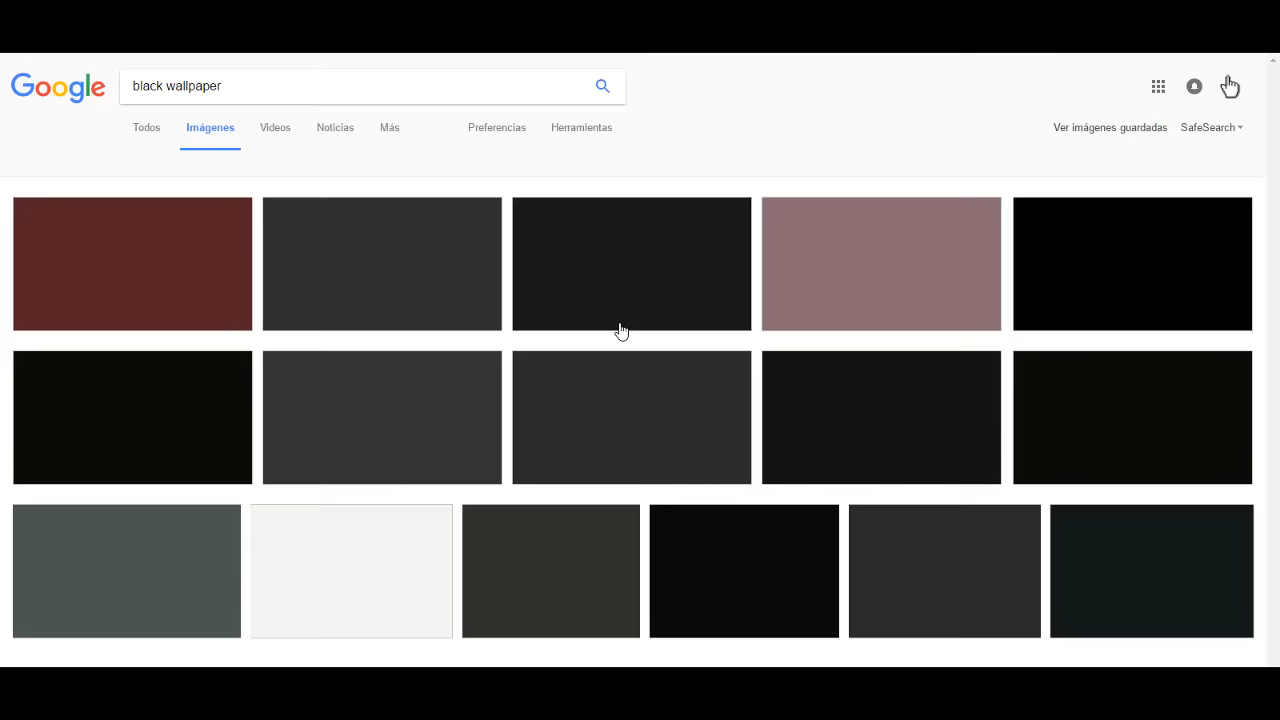 Google
black wallpaper
Todos Imágenes Videos Noticias Más Preferencias Herramientas Ver imágenes guardadas SafeSearch